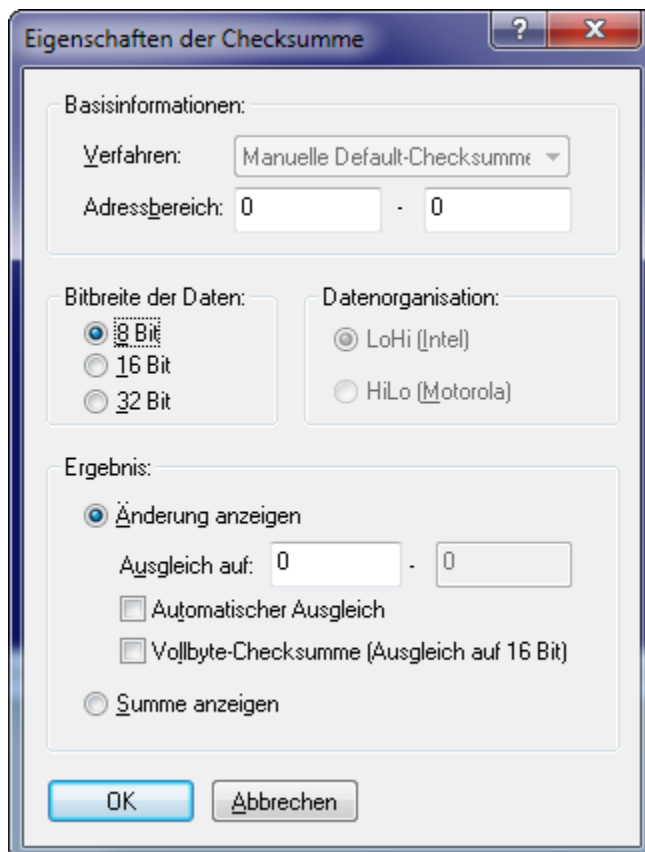 Eigenschaften der Checksumme ? X
Basisinformationen:
Verfahren: Manuelle Default-Checksumme
Adressbereich: 0 - 0
Bitbreite der Daten:
8 Bit
16 Bit
32 Bit
Datenorganisation:
LoHi (Intel)
HiLo (Motorola)
Ergebnis:
Änderung anzeigen
Ausgleich auf: 0 - 0
Automatischer Ausgleich
Vollbyte-Checksumme (Ausgleich auf 16 Bit)
Summe anzeigen
OK Abbrechen